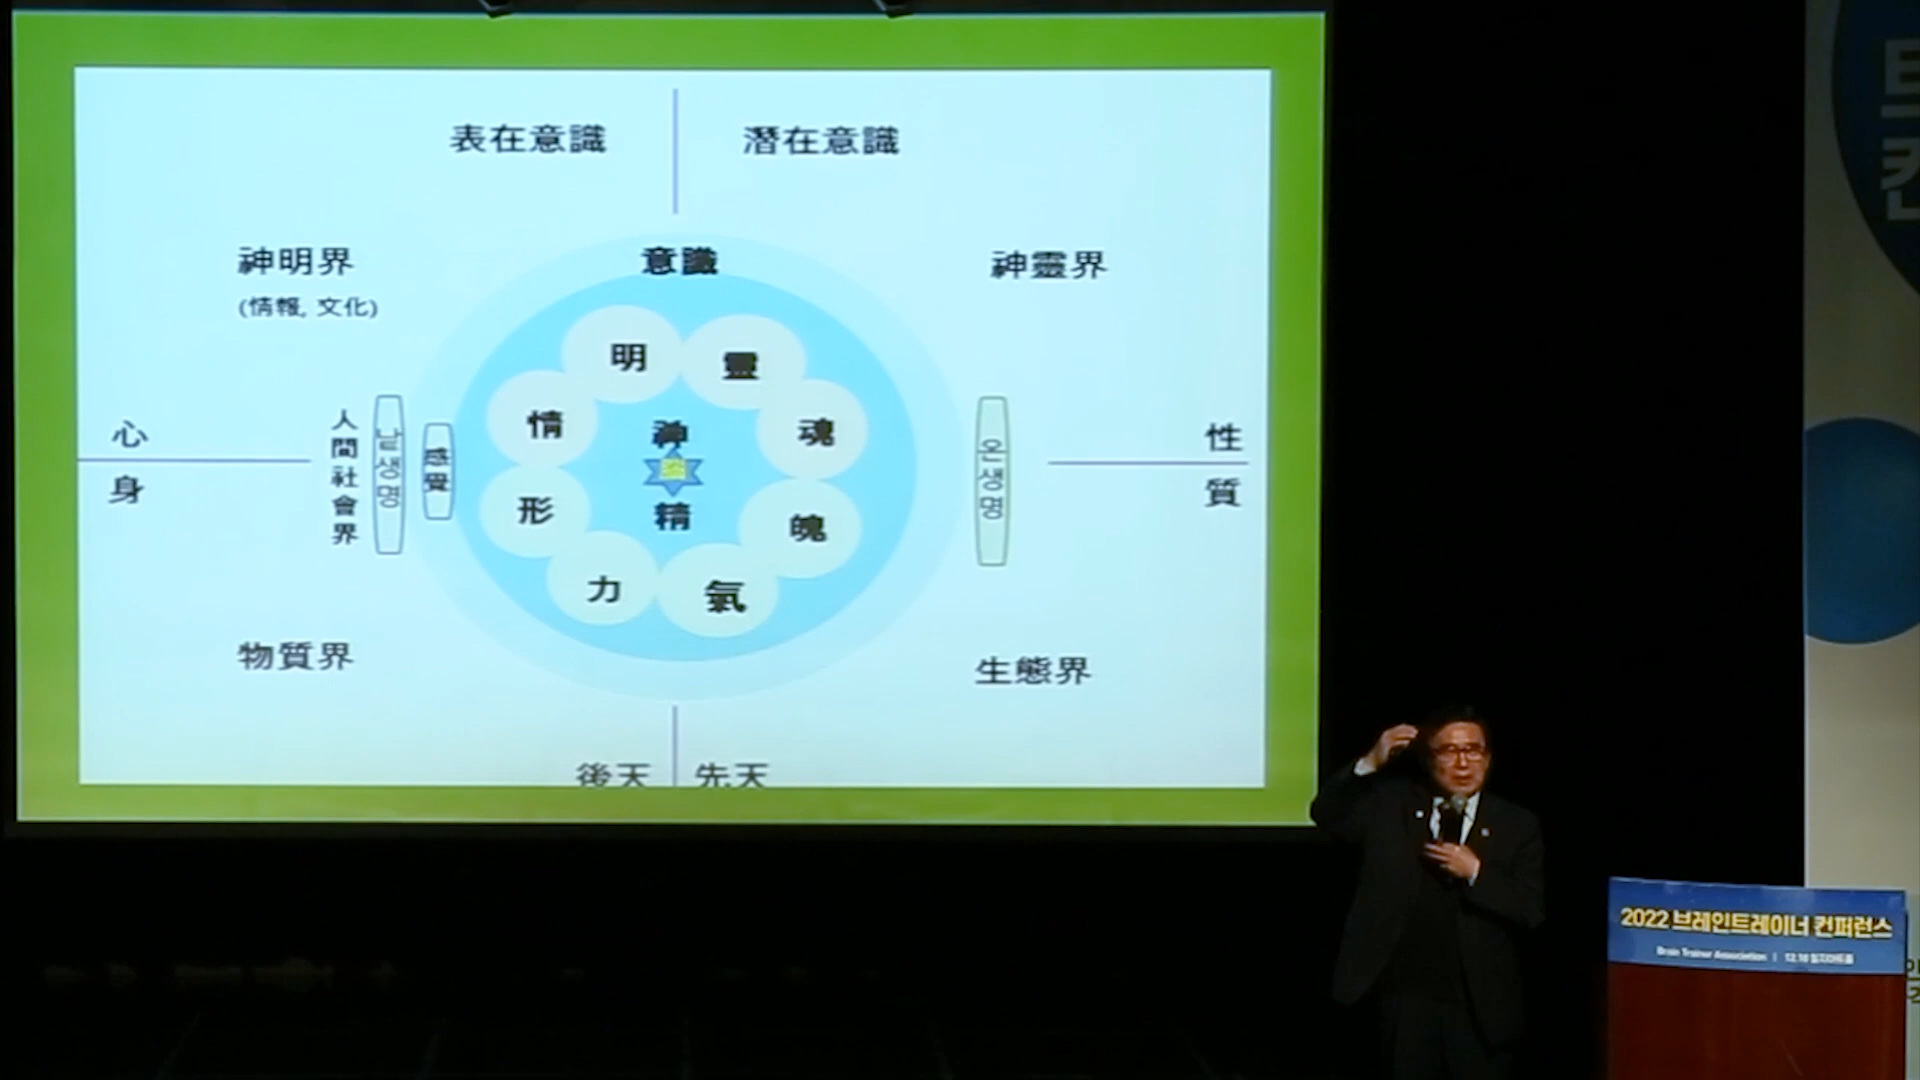 表在意識
潛在意識
神明界
(情報, 文化)
意識
神靈界
明
靈
情
魂
神
心
身
人間社會界
낱생명
感覺
온생명
性
質
形
精
魄
力
氣
物質界
生態界
後天
先天
2022 브레인트레이너 컨퍼런스
Brain Trainer Association